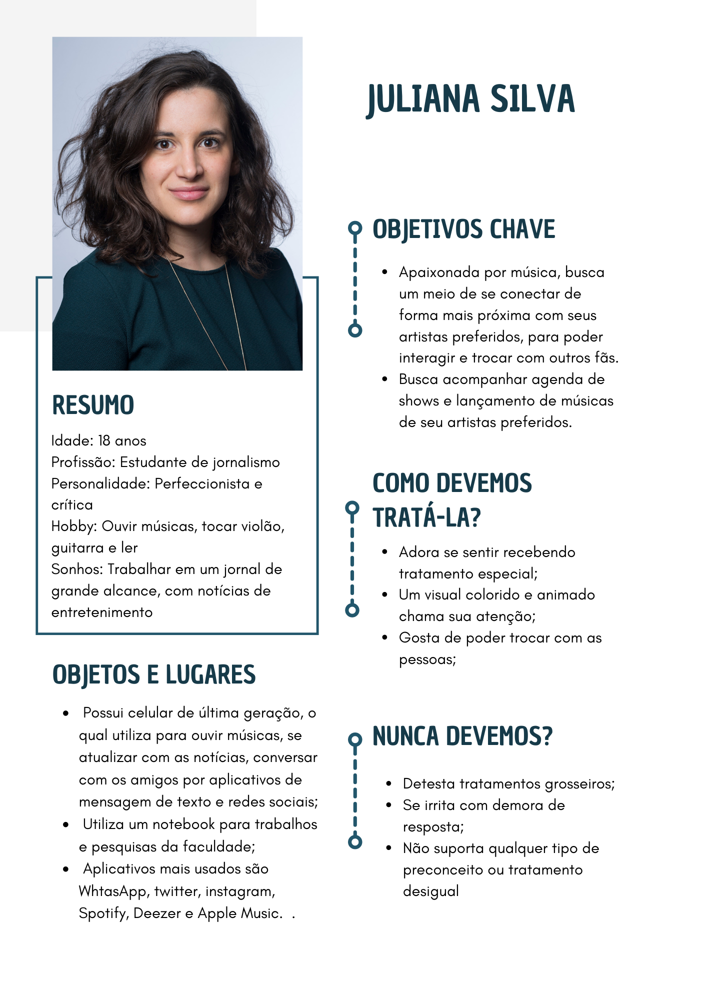 JULIANA SILVA
RESUMO
Idade: 18 anos
Profissão: Estudante de jornalismo
Personalidade: Perfeccionista e
crítica
Hobby: Ouvir músicas, tocar violão,
guitarra e ler
Sonhos: Trabalhar em um jornal de
grande alcance, com notícias de
entretenimento
OBJETOS E LUGARES
• Possui celular de última geração, o
qual utiliza para ouvir músicas, se
atualizar com as notícias, conversar
com os amigos por aplicativos de
mensagem de texto e redes sociais;
• Utiliza um notebook para trabalhos
e pesquisas da faculdade;
• Aplicativos mais usados são
WhtasApp, twitter, instagram,
Spotify, Deezer e Apple Music. .
OBJETIVOS CHAVE
• Apaixonada por música, busca
um meio de se conectar de
forma mais próxima com seus
artistas preferidos, para poder
interagir e trocar com outros fãs.
• Busca acompanhar agenda de
shows e lançamento de músicas
de seu artistas preferidos.
COMO DEVEMOS
TRATÁ-LA?
• Adora se sentir recebendo
tratamento especial;
• Um visual colorido e animado
chama sua atenção;
• Gosta de poder trocar com as
pessoas;
NUNCA DEVEMOS?
• Detesta tratamentos grosseiros;
• Se irrita com demora de
resposta;
• Não suporta qualquer tipo de
preconceito ou tratamento
desigual